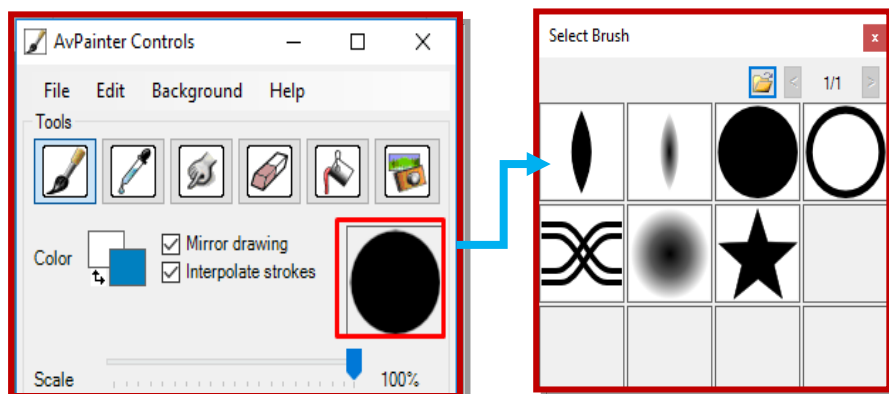 AvPainter Controls
File Edit Background Help
Tools
Color
Mirror drawing
Interpolate strokes
Scale
100%
Select Brush
x
< 1/1 >